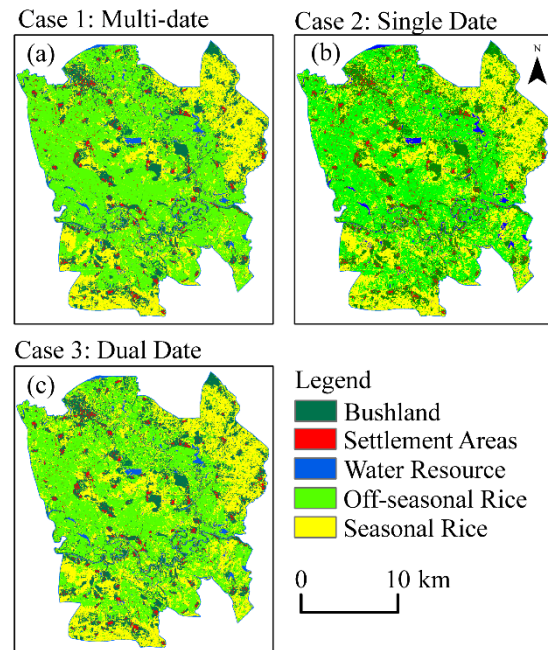 Case 1: Multi-date
Case 2: Single Date
(a)
(b)
N
Case 3: Dual Date
(c)
Legend
Bushland
Settlement Areas
Water Resource
Off-seasonal Rice
Seasonal Rice
0 10 km